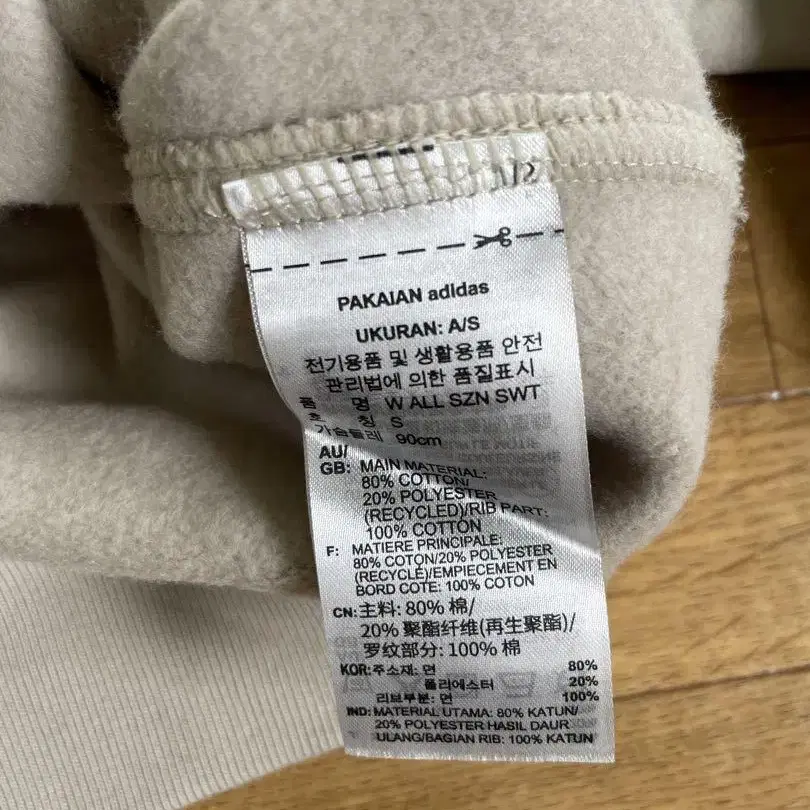 PAKAIAN adidas
UKURAN: A/S
전기용품 및 생활용품 안전
관리법에 의한 품질표시
품 명 W ALL SZN SWT
호 칭 S
가슴둘레 90cm
AU/
GB: MAIN MATERIAL:
80% COTTON/
20% POLYESTER
(RECYCLED)/RIB PART:
100% COTTON
F: MATIERE PRINCIPALE:
80% COTON/20% POLYESTER
(RECYCLÉ)/EMPIECEMENT EN
BORD COTE: 100% COTON
CN: 主料: 80% 棉/
20% 聚酯纤维(再生聚酯)/
罗纹部分: 100% 棉
KOR: 주소재: 면 80%
폴리에스터 20%
리브부분: 면 100%
IND: MATERIAL UTAMA: 80% KATUN/
20% POLYESTER HASIL DAUR
ULANG/BAGIAN RIB: 100% KATUN